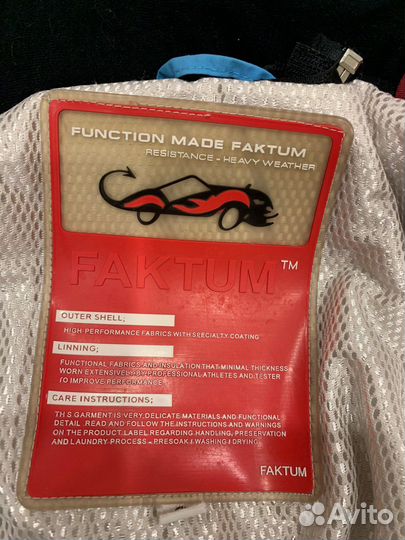 FUNCTION MADE FAKTUM
RESISTANCE - HEAVY WEATHER
FAKTUM™
OUTER SHELL;
HIGH-PERFORMANCE FABRICS WITH SPECIALTY COATING
LINNING;
FUNCTIONAL FABRICS AND INSULATION THAT MINIMAL THICKNESS
WORN EXTENSIVELY BY PROFESSIONAL ATHLETES AND TESTER
TO IMPROVE PERFORMANCE.
CARE INSTRUCTIONS;
TH S GARMENT IS VERY DELICATE MATERIALS AND FUNCTIONAL
DETAIL READ AND FOLLOW THE INSTRUCTIONS AND WARNINGS
ON THE PRODUCT LABEL REGARDING HANDLING, PRESERVATION
AND LAUNDRY PROCESS - PRESOAK / WASHING / DRYING
FAKTUM
Avito